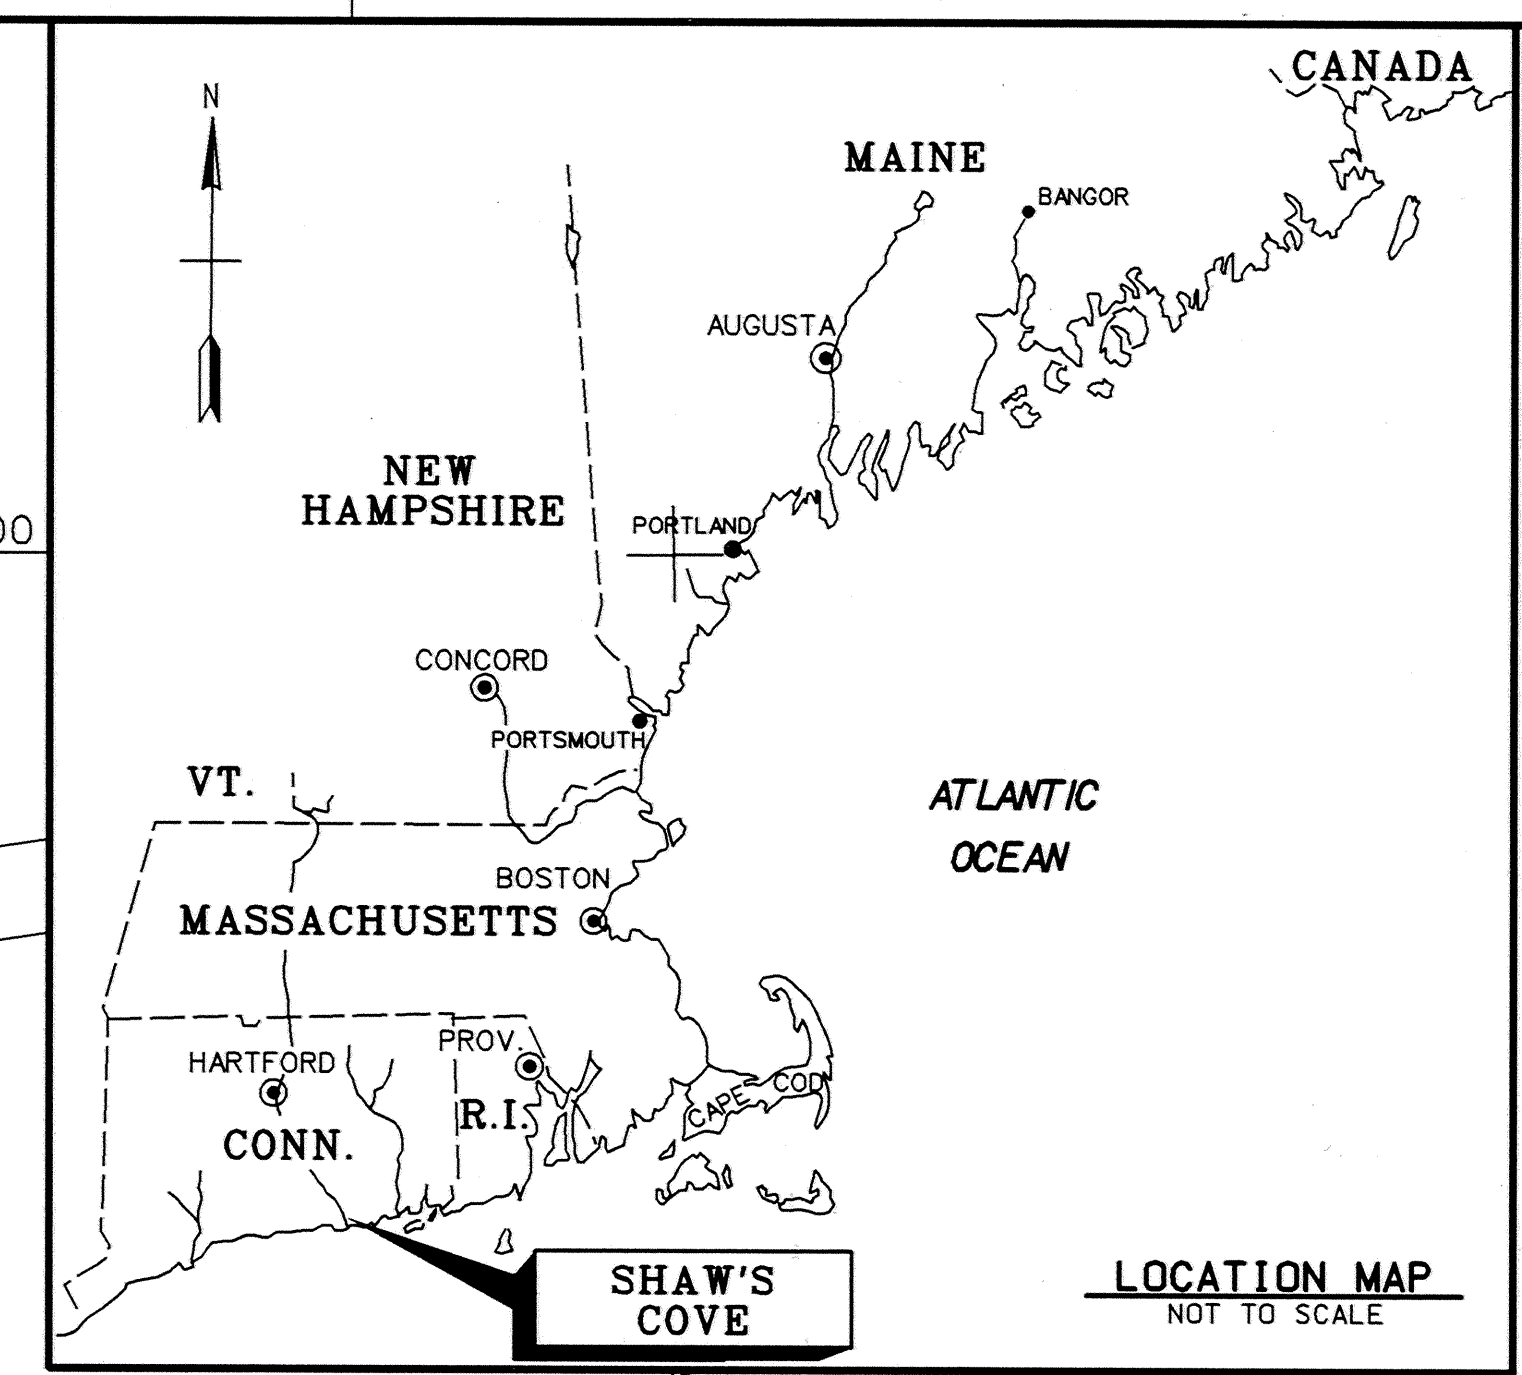 CANADA
N
MAINE
BANGOR
AUGUSTA
NEW
HAMPSHIRE
PORTLAND
00
CONCORD
PORTSMOUTH
VT.
ATLANTIC
OCEAN
BOSTON
MASSACHUSETTS
PROV.
HARTFORD
CAPE COD
R.I.
CONN.
SHAW'S
COVE
LOCATION MAP
NOT TO SCALE